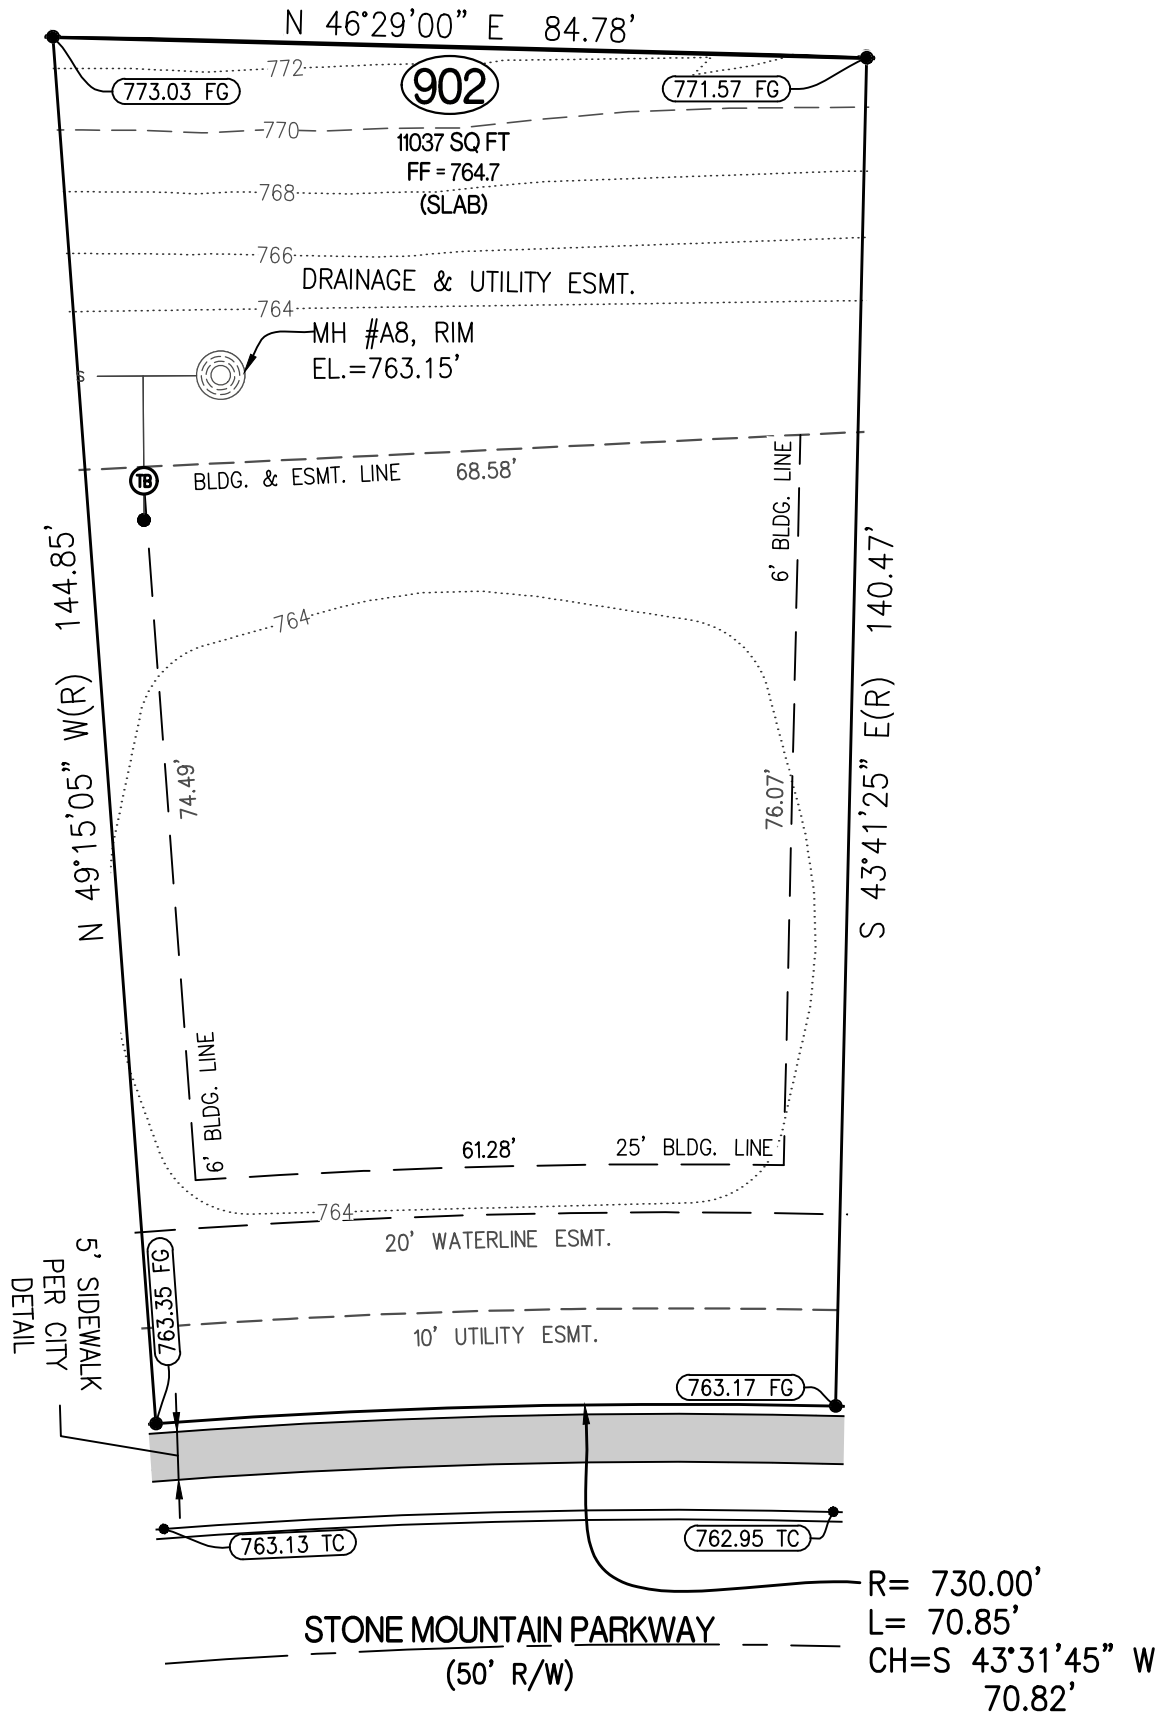 N 46°29'00" E 84.78'
772
773.03 FG
902
771.57 FG
770
11037 SQ FT
FF = 764.7
(SLAB)
768
766
DRAINAGE & UTILITY ESMT.
764
MH #A8, RIM
EL.=763.15'
S
TB
BLDG. & ESMT. LINE 68.58'
6' BLDG. LINE
N 49°15'05" W(R) 144.85'
S 43°41'25" E(R) 140.47'
764
74.49'
76.07'
6' BLDG. LINE
61.28'
25' BLDG. LINE
764
20' WATERLINE ESMT.
5' SIDEWALK
PER CITY
DETAIL
763.35 FG
10' UTILITY ESMT.
763.17 FG
763.13 TC
762.95 TC
R= 730.00'
L= 70.85'
CH=S 43°31'45" W
70.82'
STONE MOUNTAIN PARKWAY
(50' R/W)